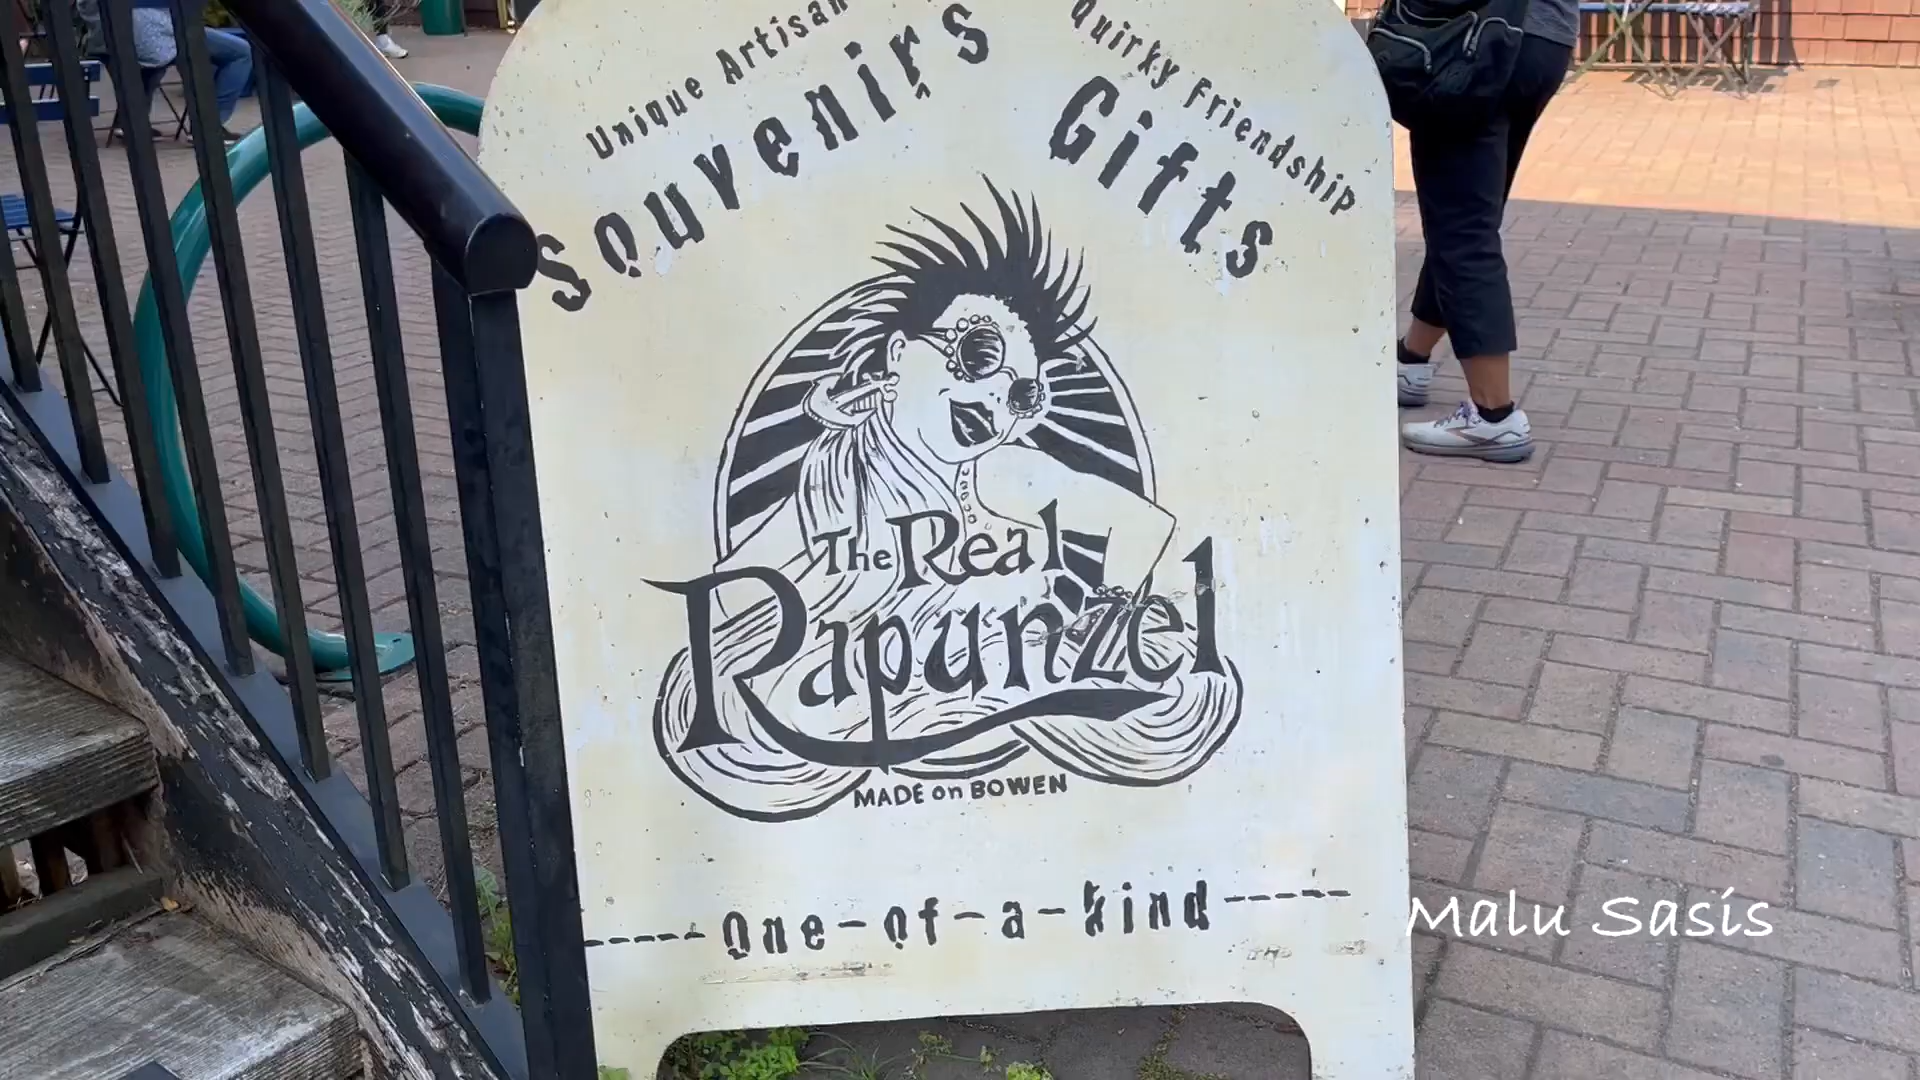 Unique Artisan
Souvenirs
Quirky Friendship
Gifts
The Real
Rapunzel
MADE on BOWEN
-----One-of-a-kind-----
Malu Sasis